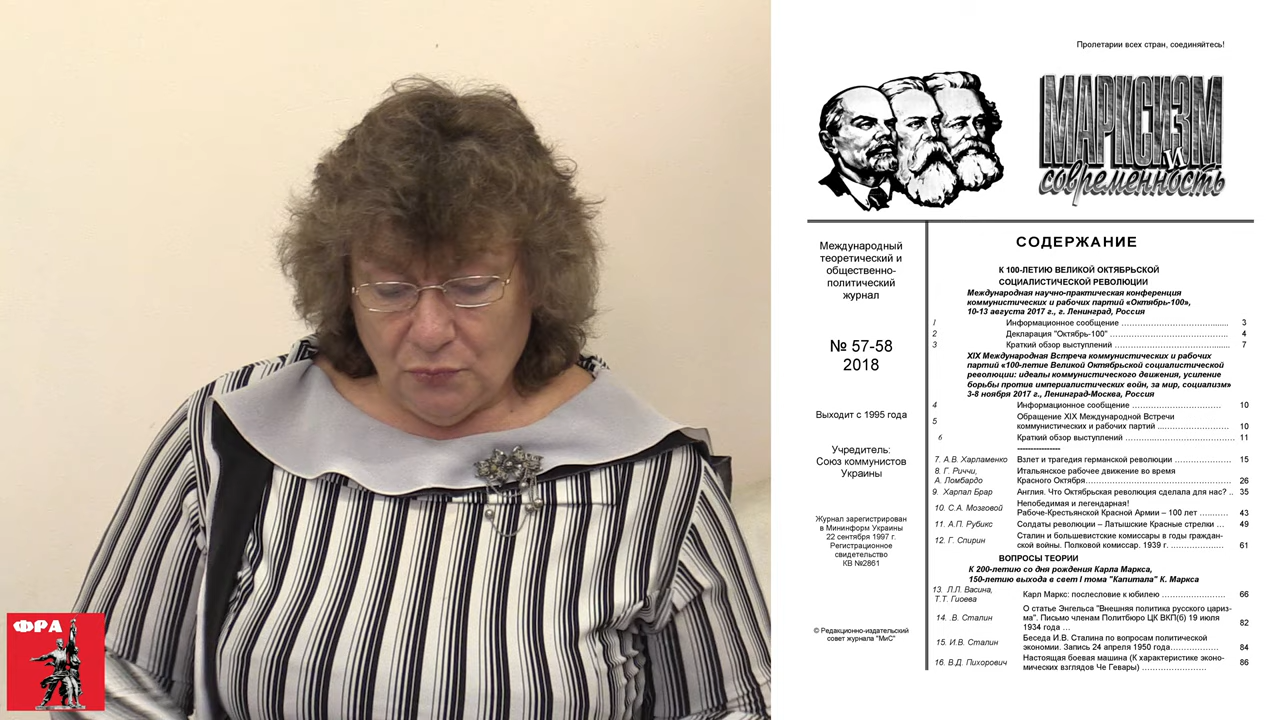 Пролетарии всех стран, соединяйтесь!
МАРКСИЗМ
и
современность
Международный
теоретический и
общественно-
политический
журнал
№ 57-58
2018
Выходит с 1995 года
Учредитель:
Союз коммунистов
Украины
Журнал зарегистрирован
в Мининформ Украины
22 сентября 1997 г.
Регистрационное
свидетельство
КВ №2861
© Редакционно-издательский
совет журнала "МиС"
СОДЕРЖАНИЕ
К 100-ЛЕТИЮ ВЕЛИКОЙ ОКТЯБРЬСКОЙ
СОЦИАЛИСТИЧЕСКОЙ РЕВОЛЮЦИИ
Международная научно-практическая конференция
коммунистических и рабочих партий «Октябрь-100»,
10-13 августа 2017 г., г. Ленинград, Россия
1 Информационное сообщение ……………………………....... 3
2 Декларация "Октябрь-100" ………………………………. 4
3 Краткий обзор выступлений ……………………………....... 7
XIX Международная Встреча коммунистических и рабочих
партий «100-летие Великой Октябрьской социалистической
революции: идеалы коммунистического движения, усиление
борьбы против империалистических войн, за мир, социализм»
3-8 ноября 2017 г., Ленинград-Москва, Россия
4 Информационное сообщение ………………………… 10
5 Обращение XIX Международной Встречи
коммунистических и рабочих партий …........................ 10
6 Краткий обзор выступлений ……………………………… 11
----------------
7. А.В. Харламенко Взлет и трагедия германской революции ………………… 15
8. Г. Риччи, Итальянское рабочее движение во время
А. Ломбардо Красного Октября……………………………………… 26
9. Харпал Брар Англия. Что Октябрьская революция сделала для нас? .. 35
10. С.А. Мозговой Непобедимая и легендарная!
Рабоче-Крестьянской Красной Армии – 100 лет ……… 43
11. А.П. Рубикс Солдаты революции – Латышские Красные стрелки … 49
12. Г. Спирин Сталин и большевистские комиссары в годы граждан-
ской войны. Полковой комиссар. 1939 г. ………………. 61
ВОПРОСЫ ТЕОРИИ
К 200-летию со дня рождения Карла Маркса,
150-летию выхода в свет I тома "Капитала" К. Маркса
13. Л.Л. Васина,
Т.Т. Гиоева Карл Маркс: послесловие к юбилею ………………….. 66
14. .В. Сталин О статье Энгельса "Внешняя политика русского цариз-
ма". Письмо членам Политбюро ЦК ВКП(б) 19 июля
1934 года … 82
15. И.В. Сталин Беседа И.В. Сталина по вопросам политической
экономии. Запись 24 апреля 1950 года……………… 84
16. В.Д. Пихорович Настоящая боевая машина (К характеристике эконо-
мических взглядов Че Гевары) …………………… 86
ФРА